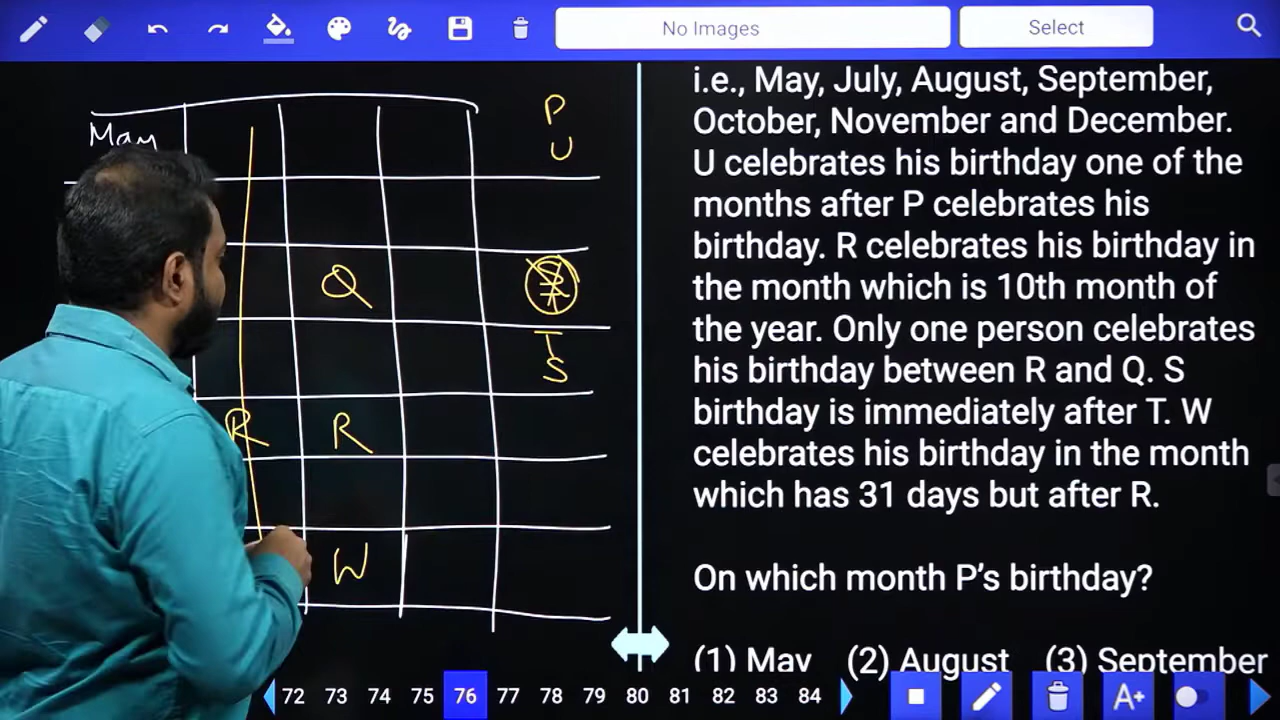 No Images
Select
i.e., May, July, August, September,
October, November and December.
U celebrates his birthday one of the
months after P celebrates his
birthday. R celebrates his birthday in
the month which is 10th month of
the year. Only one person celebrates
his birthday between R and Q. S
birthday is immediately after T. W
celebrates his birthday in the month
which has 31 days but after R.
On which month P's birthday?
(1) May (2) August (3) September
May
P
U
Q
T
S
R R
W
72 73 74 75 76 77 78 79 80 81 82 83 84
A+